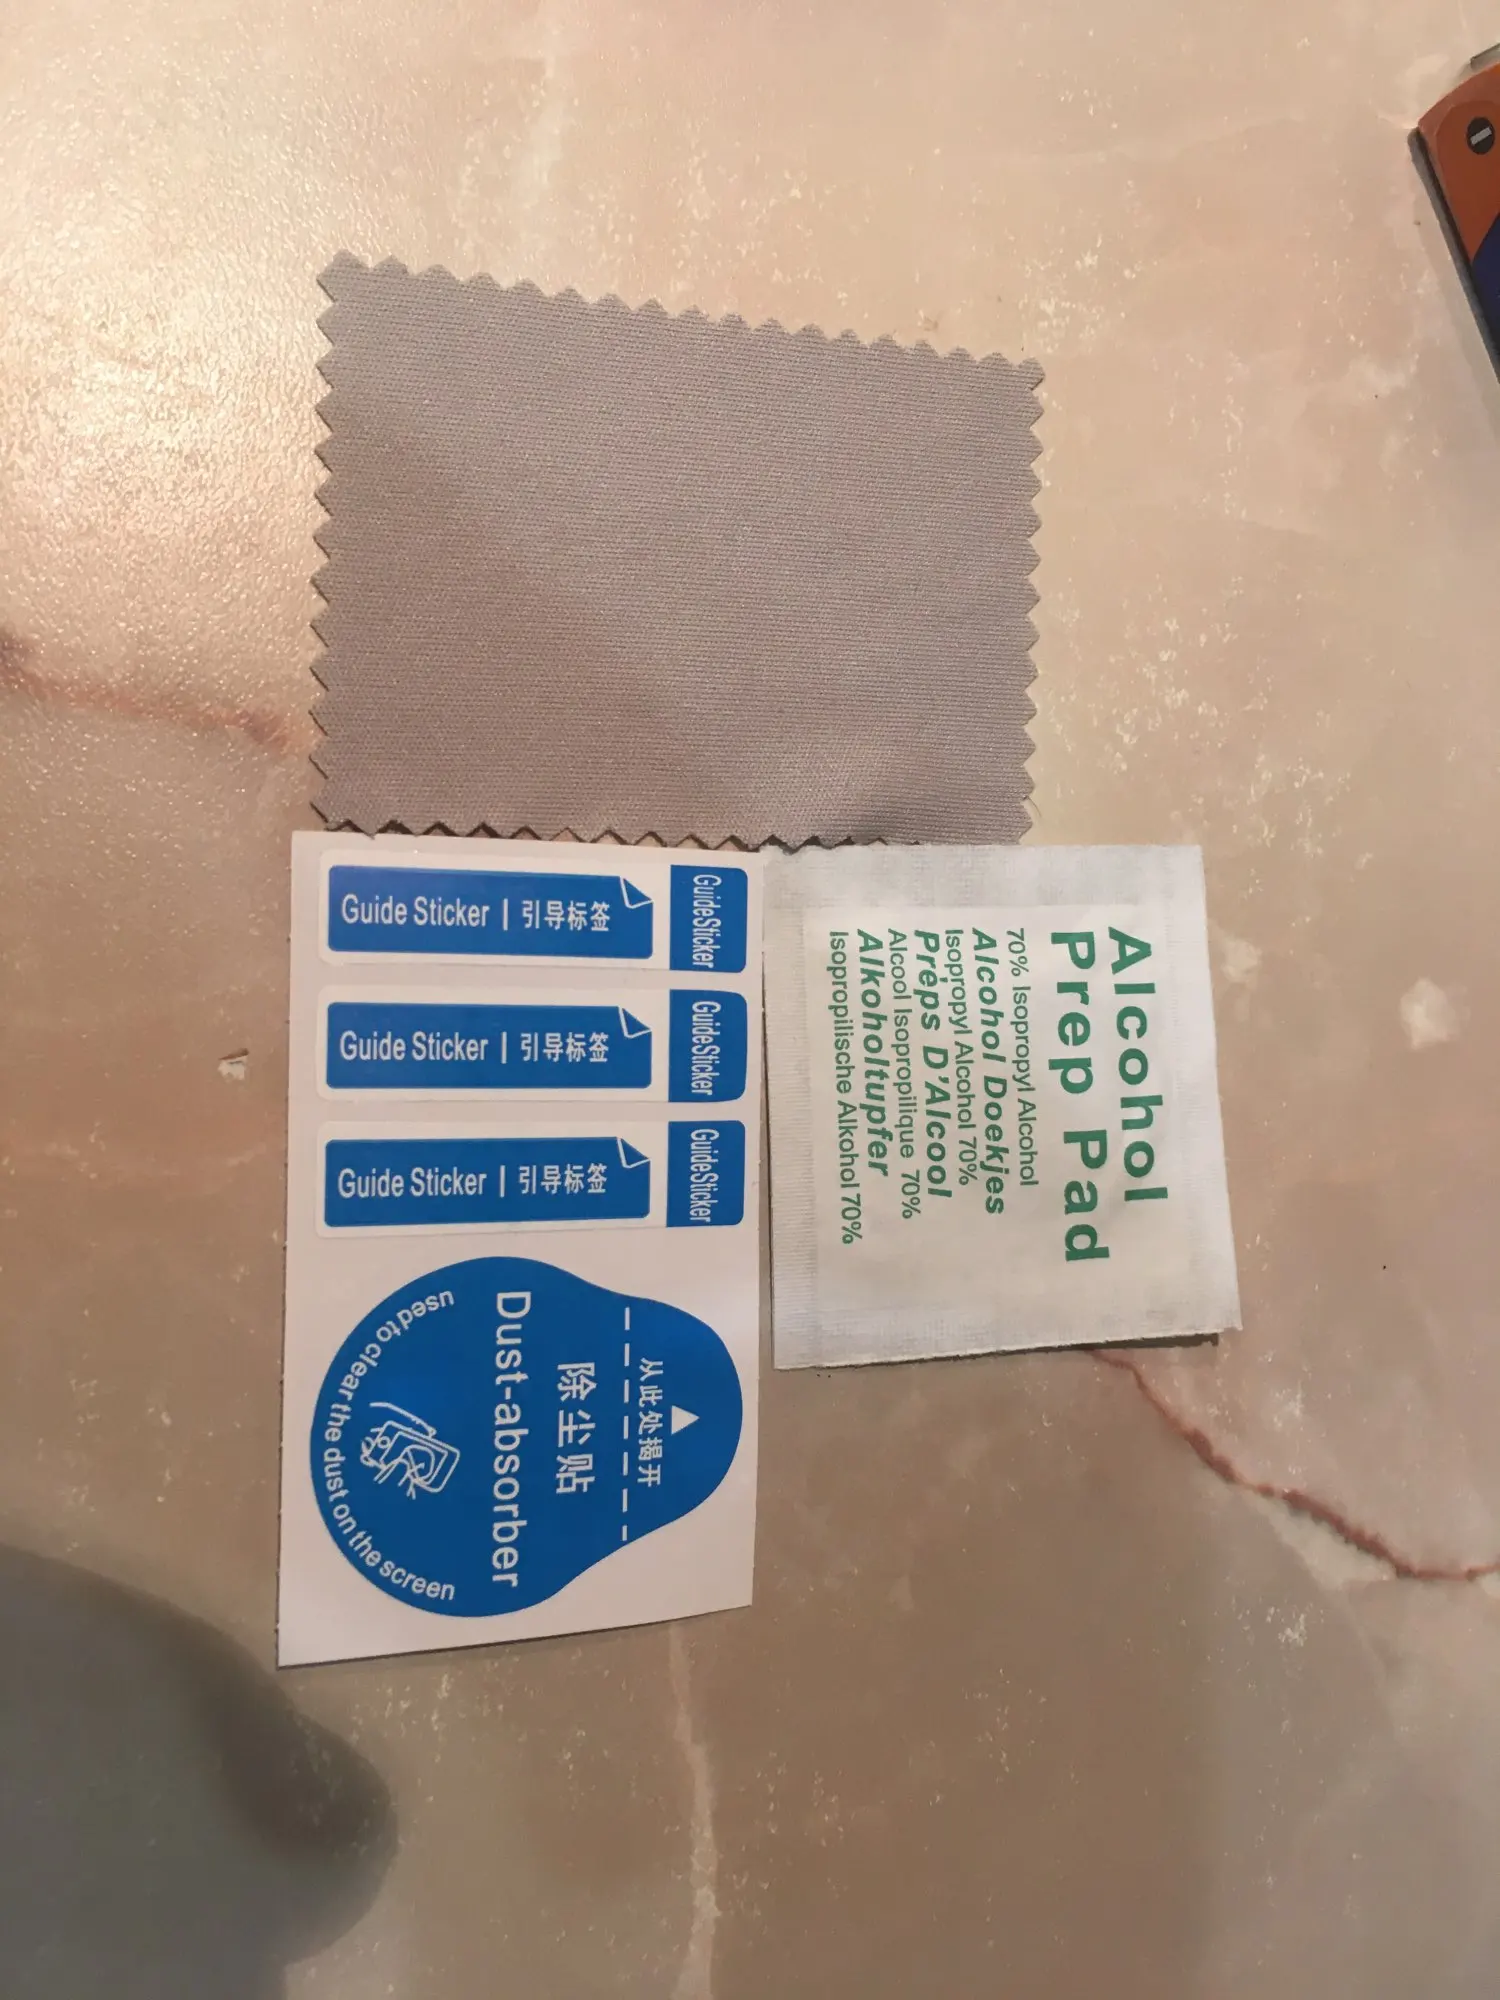 Guide Sticker | 引导标签
GuideSticker
Guide Sticker | 引导标签
GuideSticker
Guide Sticker | 引导标签
GuideSticker
从此处揭开
除尘贴
Dust-absorber
used to clear the dust on the screen
Alcohol
Prep Pad
70% Isopropyl Alcohol
Alcohol Doekjes
Isopropyl Alcohol 70%
Préps D'Alcool
Alcool Isopropilique 70%
Alkoholtupfer
Isopropilische Alkohol 70%